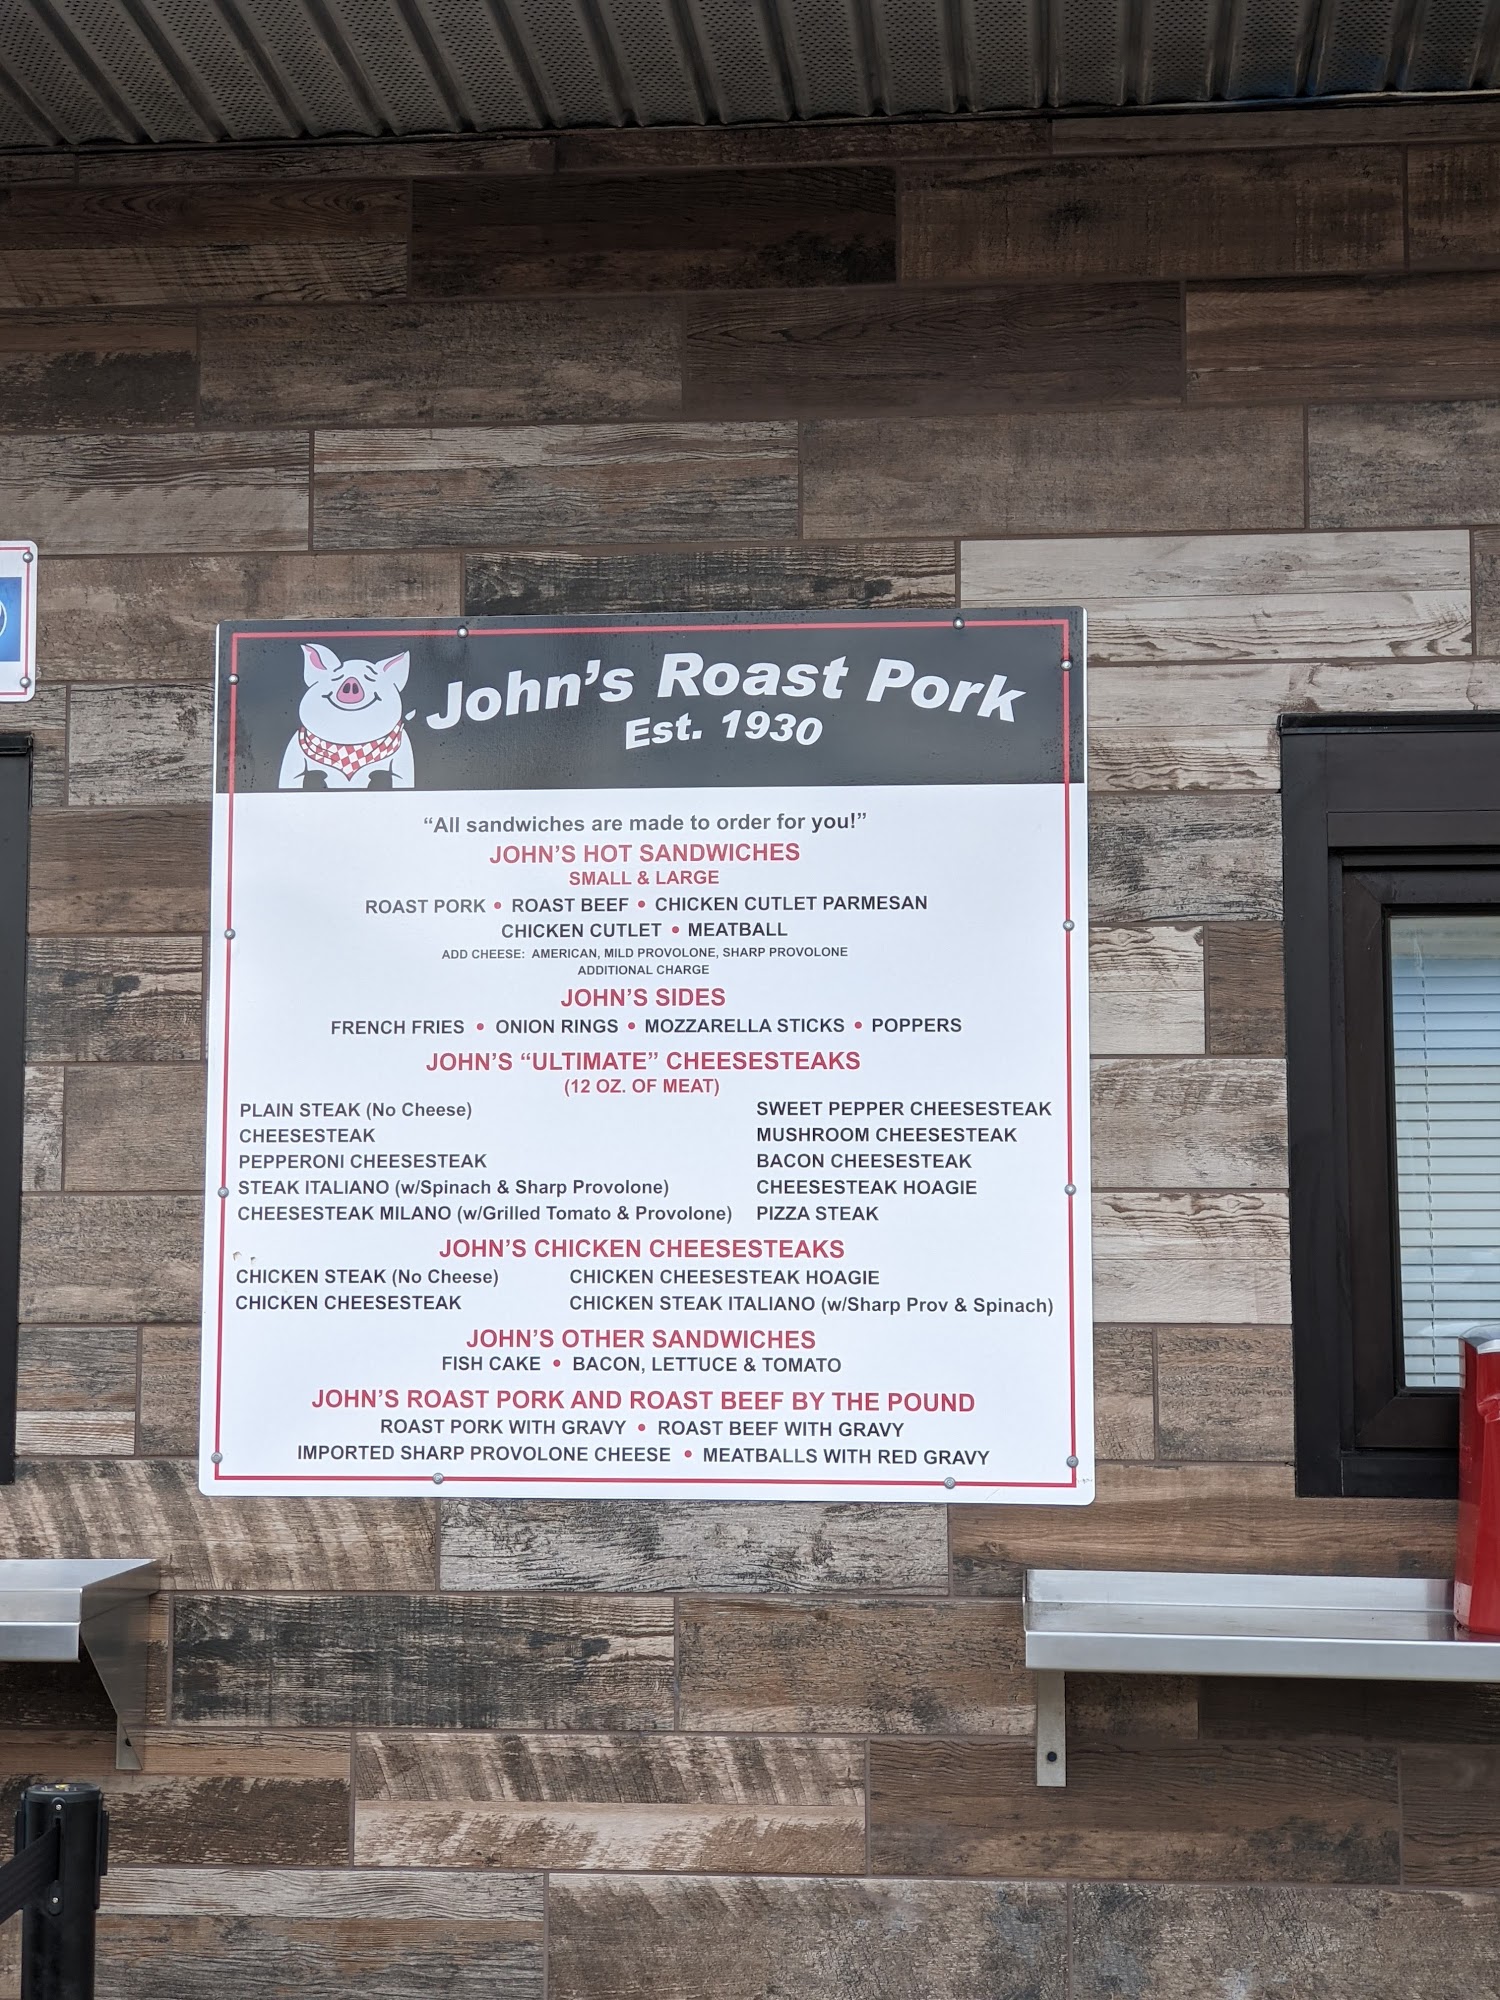 John's Roast Pork
Est. 1930
“All sandwiches are made to order for you!”
JOHN'S HOT SANDWICHES
SMALL & LARGE
ROAST PORK • ROAST BEEF • CHICKEN CUTLET PARMESAN
CHICKEN CUTLET • MEATBALL
ADD CHEESE: AMERICAN, MILD PROVOLONE, SHARP PROVOLONE
ADDITIONAL CHARGE
JOHN'S SIDES
FRENCH FRIES • ONION RINGS • MOZZARELLA STICKS • POPPERS
JOHN'S “ULTIMATE” CHEESESTEAKS
(12 OZ. OF MEAT)
PLAIN STEAK (No Cheese)
CHEESESTEAK
PEPPERONI CHEESESTEAK
STEAK ITALIANO (w/Spinach & Sharp Provolone)
CHEESESTEAK MILANO (w/Grilled Tomato & Provolone)
SWEET PEPPER CHEESESTEAK
MUSHROOM CHEESESTEAK
BACON CHEESESTEAK
CHEESESTEAK HOAGIE
PIZZA STEAK
JOHN'S CHICKEN CHEESESTEAKS
CHICKEN STEAK (No Cheese)
CHICKEN CHEESESTEAK
CHICKEN CHEESESTEAK HOAGIE
CHICKEN STEAK ITALIANO (w/Sharp Prov & Spinach)
JOHN'S OTHER SANDWICHES
FISH CAKE • BACON, LETTUCE & TOMATO
JOHN'S ROAST PORK AND ROAST BEEF BY THE POUND
ROAST PORK WITH GRAVY • ROAST BEEF WITH GRAVY
IMPORTED SHARP PROVOLONE CHEESE • MEATBALLS WITH RED GRAVY